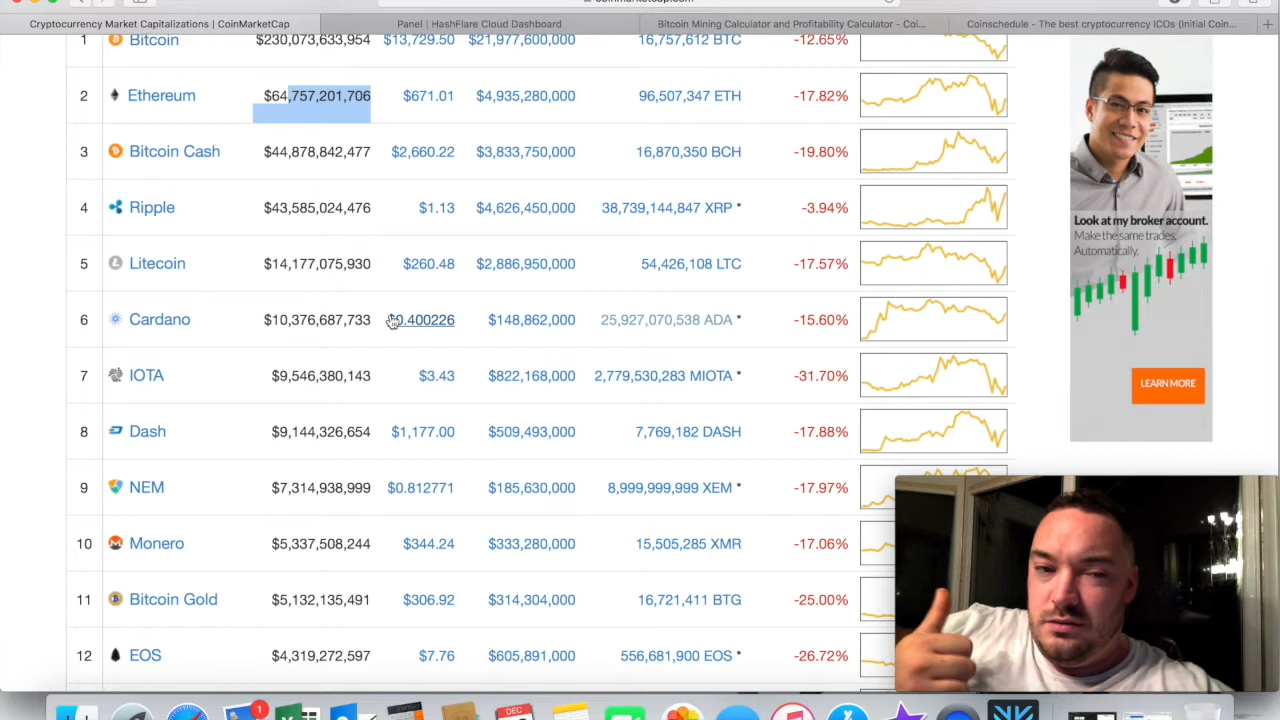 coinmarketcap.com
Cryptocurrency Market Capitalizations | CoinMarketCap
Panel | HashFlare Cloud Dashboard
Bitcoin Mining Calculator and Profitability Calculator - Coi...
Coinschedule - The best cryptocurrency ICOs (Initial Coin...
1 Bitcoin $230,073,633,954 $13,729.50 $21,977,600,000 16,757,612 BTC -12.65%
2 Ethereum $64,757,201,706 $671.01 $4,935,280,000 96,507,347 ETH -17.82%
3 Bitcoin Cash $44,878,842,477 $2,660.22 $3,833,750,000 16,870,350 BCH -19.80%
4 Ripple $43,585,024,476 $1.13 $4,626,450,000 38,739,144,847 XRP * -3.94%
5 Litecoin $14,177,075,930 $260.48 $2,886,950,000 54,426,108 LTC -17.57%
6 Cardano $10,376,687,733 $0.400226 $148,862,000 25,927,070,538 ADA * -15.60%
7 IOTA $9,546,380,143 $3.43 $822,168,000 2,779,530,283 MIOTA * -31.70%
8 Dash $9,144,326,654 $1,177.00 $509,493,000 7,769,182 DASH -17.88%
9 NEM $7,314,938,999 $0.812771 $185,630,000 8,999,999,999 XEM * -17.97%
10 Monero $5,337,508,244 $344.24 $333,280,000 15,505,285 XMR -17.06%
11 Bitcoin Gold $5,132,135,491 $306.92 $314,304,000 16,721,411 BTG -25.00%
12 EOS $4,319,272,597 $7.76 $605,891,000 556,681,900 EOS * -26.72%
Look at my broker account.
Make the same trades.
Automatically.
LEARN MORE
1
DEC